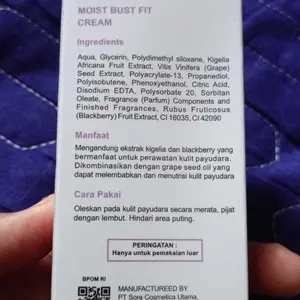 MOIST BUST FIT
CREAM
Ingredients
Aqua, Glycerin, Polydimethyl siloxane, Kigelia
Africana Fruit Extract, Vitis Vinifera (Grape)
Seed Extract, Polyacrylate-13, Propanediol,
Polyisobutene, Phenoxyethanol, Citric Acid,
Disodium EDTA, Polysorbate 20, Sorbitan
Oleate, Fragrance (Parfum) Components and
Finished Fragrances, Rubus Fruticosus
(Blackberry) Fruit Extract, CI 16035, CI 42090
Manfaat
Mengandung ekstrak kigelia dan blackberry yang
bermanfaat untuk perawatan kulit payudara.
Dikombinasikan dengan grape seed oil yang
dapat melembabkan dan menutrisi kulit payudara
Cara Pakai
Oleskan pada kulit payudara secara merata, pijat
dengan lembut. Hindari area puting.
PERINGATAN :
Hanya untuk pemakaian luar
BPOM RI
MANUFACTUREED BY
PT Sora Cosmetica Utama,